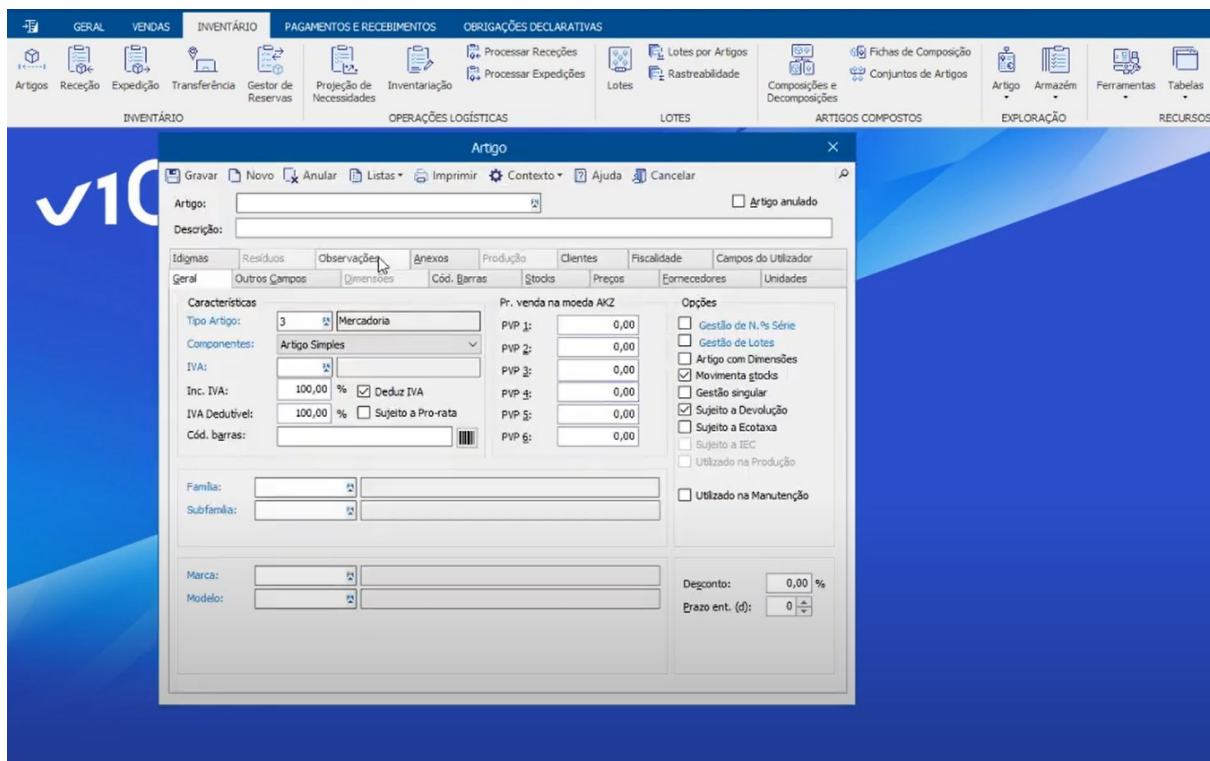 GERAL VENDAS INVENTÁRIO PAGAMENTOS E RECEBIMENTOS OBRIGAÇÕES DECLARATIVAS
Artigos Receção Expedição Transferência Gestor de Reservas
INVENTÁRIO
Projeção de Necessidades Inventariação Processar Receções
Processar Expedições
OPERAÇÕES LOGÍSTICAS
Lotes Lotes por Artigos
Rastreabilidade
LOTES
Composições e Decomposições Fichas de Composição
Conjuntos de Artigos
ARTIGOS COMPOSTOS
Artigo Armazém
EXPLORAÇÃO
Ferramentas Tabelas
RECURSOS
v10
Artigo
Gravar Novo Anular Listas Imprimir Contexto Ajuda Cancelar
Artigo: Artigo anulado
Descrição:
Idiomas Resíduos Observações Anexos Produção Clientes Fiscalidade Campos do Utilizador
Geral Outros Campos Dimensões Cód. Barras Stocks Preços Fornecedores Unidades
Características
Tipo Artigo: 3 Mercadoria
Componentes: Artigo Simples
IVA:
Inc. IVA: 100,00 % Deduz IVA
IVA Dedutível: 100,00 % Sujeito a Pro-rata
Cód. barras:
Pr. venda na moeda AKZ
PVP 1: 0,00
PVP 2: 0,00
PVP 3: 0,00
PVP 4: 0,00
PVP 5: 0,00
PVP 6: 0,00
Opções
Gestão de N.ºs Série
Gestão de Lotes
Artigo com Dimensões
Movimenta stocks
Gestão singular
Sujeito a Devolução
Sujeito a Ecotaxa
Sujeito a IEC
Utilizado na Produção
Utilizado na Manutenção
Família:
Subfamília:
Marca:
Modelo:
Desconto: 0,00 %
Prazo ent. (d): 0